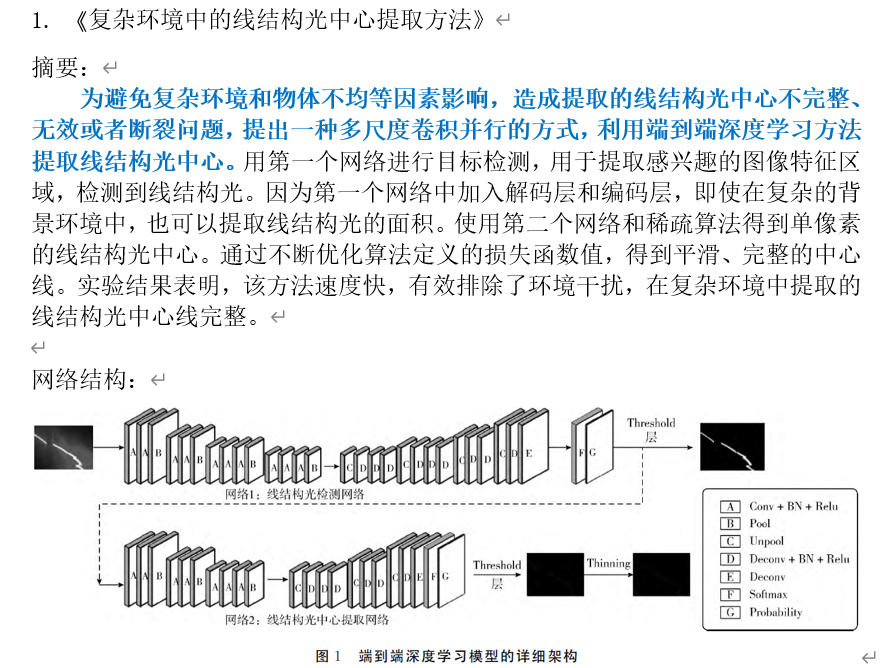 1. 《复杂环境中的线结构光中心提取方法》
摘要：
为避免复杂环境和物体不均等因素影响，造成提取的线结构光中心不完整、
无效或者断裂问题，提出一种多尺度卷积并行的方式，利用端到端深度学习方法
提取线结构光中心。用第一个网络进行目标检测，用于提取感兴趣的图像特征区
域，检测到线结构光。因为第一个网络中加入解码层和编码层，即使在复杂的背
景环境中，也可以提取线结构光的面积。使用第二个网络和稀疏算法得到单像素
的线结构光中心。通过不断优化算法定义的损失函数值，得到平滑、完整的中心
线。实验结果表明，该方法速度快，有效排除了环境干扰，在复杂环境中提取的
线结构光中心线完整。
网络结构：
A A B A A B A A A B A A A B C D D D C D D D C D D C D E F G
Threshold
层
网络1：线结构光检测网络
A A B A A B A A A B C D D D C D D C D E F G
Threshold
层
Thinning
网络2：线结构光中心提取网络
A Conv + BN + Relu
B Pool
C Unpool
D Deconv + BN + Relu
E Deconv
F Softmax
G Probability
图 1 端到端深度学习模型的详细架构